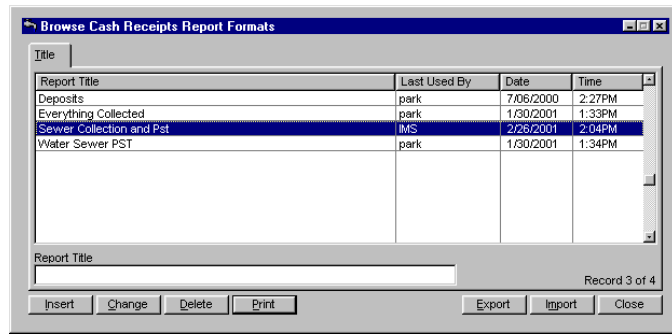 Browse Cash Receipts Report Formats
Title
Report Title Last Used By Date Time
Deposits park 7/06/2000 2:27PM
Everything Collected park 1/30/2001 1:33PM
Sewer Collection and Pst IMS 2/26/2001 2:04PM
Water Sewer PST park 1/30/2001 1:34PM
Report Title
Record 3 of 4
Insert Change Delete Print Export Import Close